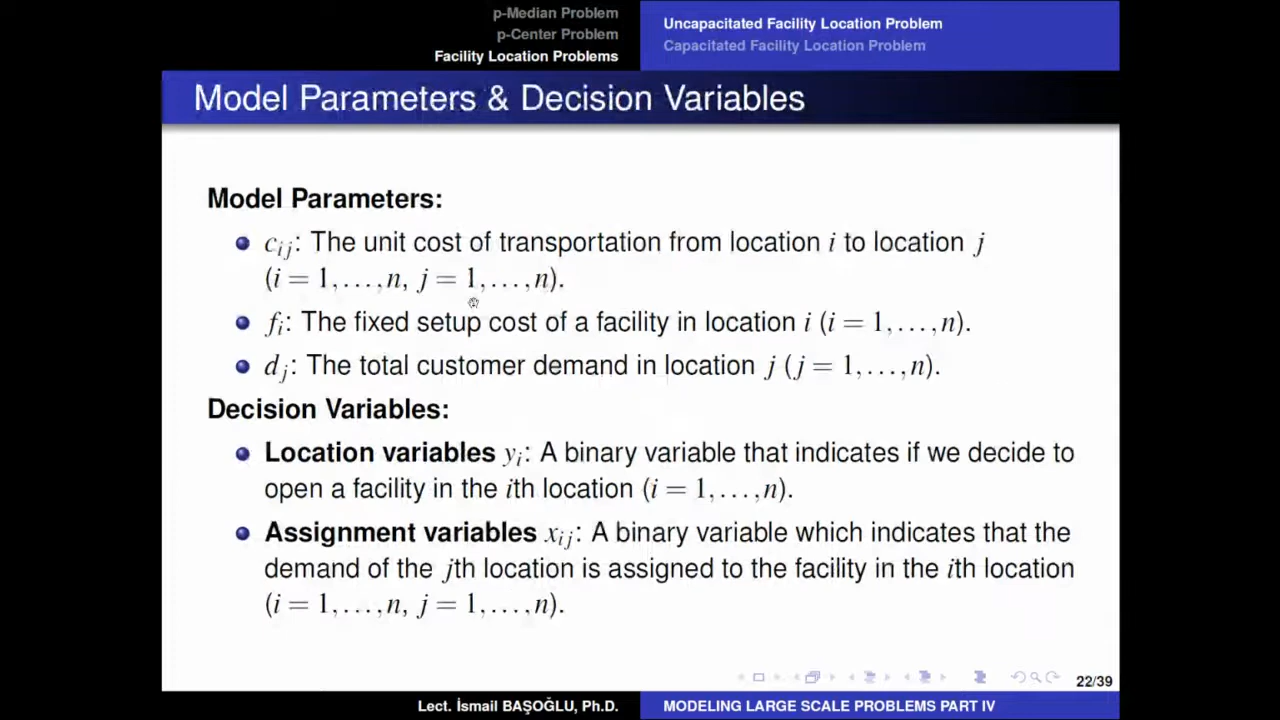 p-Median Problem
p-Center Problem
Facility Location Problems
Uncapacitated Facility Location Problem
Capacitated Facility Location Problem
Model Parameters & Decision Variables
Model Parameters:
c_{ij}: The unit cost of transportation from location i to location j
(i = 1,...,n, j = 1,...,n).
f_i: The fixed setup cost of a facility in location i (i = 1,...,n).
d_j: The total customer demand in location j (j = 1,...,n).
Decision Variables:
Location variables y_i: A binary variable that indicates if we decide to
open a facility in the ith location (i = 1,...,n).
Assignment variables x_{ij}: A binary variable which indicates that the
demand of the jth location is assigned to the facility in the ith location
(i = 1,...,n, j = 1,...,n).
22/39
Lect. İsmail BAŞOĞLU, Ph.D.
MODELING LARGE SCALE PROBLEMS PART IV